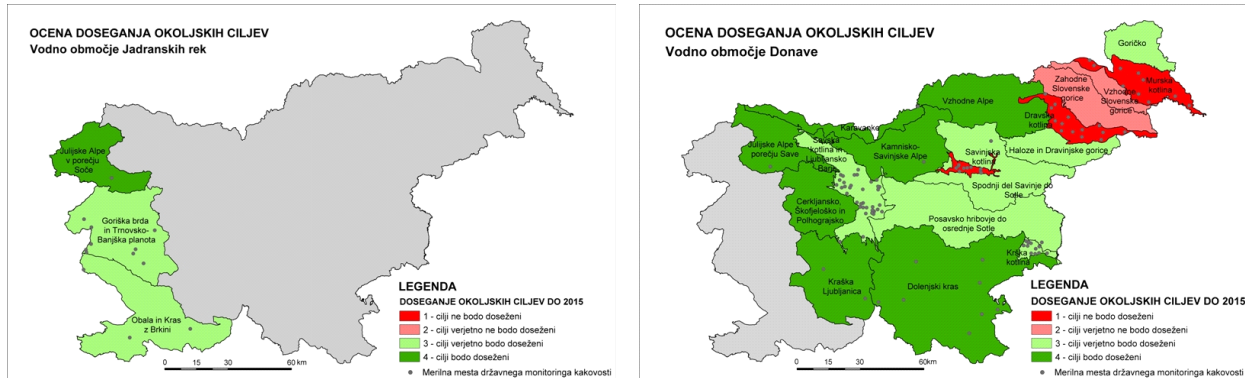 OCENA DOSEGANJA OKOLJSKIH CILJEV
Vodno območje Jadranskih rek
Julijske Alpe
v porečju
Soče
Goriška brda
in Trnovsko-
Banjška planota
Obala in Kras
z Brkini
LEGENDA
DOSEGANJE OKOLJSKIH CILJEV DO 2015
1 - cilji ne bodo doseženi
2 - cilji verjetno ne bodo doseženi
3 - cilji verjetno bodo doseženi
4 - cilji bodo doseženi
Merilna mesta državnega monitoringa kakovosti
0 15 30 60 km
OCENA DOSEGANJA OKOLJSKIH CILJEV
Vodno območje Donave
Goričko
Murska
kotlina
Zahodne
Slovenske
gorice
Vzhodne
Slovenske
gorice
Vzhodne Alpe
Dravska
kotlina
Karavanke
Julijske Alpe v
porečju Save
Savska
kotlina in
Ljubljansko
Barje
Kamniško-
Savinjske Alpe
Savinjska
kotlina
Haloze in Dravinjske gorice
Spodnji del Savinje do
Sotle
Cerkljansko,
Škofjeloško in
Polhograjsko
Posavsko hribovje do
osrednje Sotle
Krška
kotlina
Kraška
Ljubljanica
Dolenjski kras
LEGENDA
DOSEGANJE OKOLJSKIH CILJEV DO 2015
1 - cilji ne bodo doseženi
2 - cilji verjetno ne bodo doseženi
3 - cilji verjetno bodo doseženi
4 - cilji bodo doseženi
Merilna mesta državnega monitoringa kakovosti
0 15 30 60 km